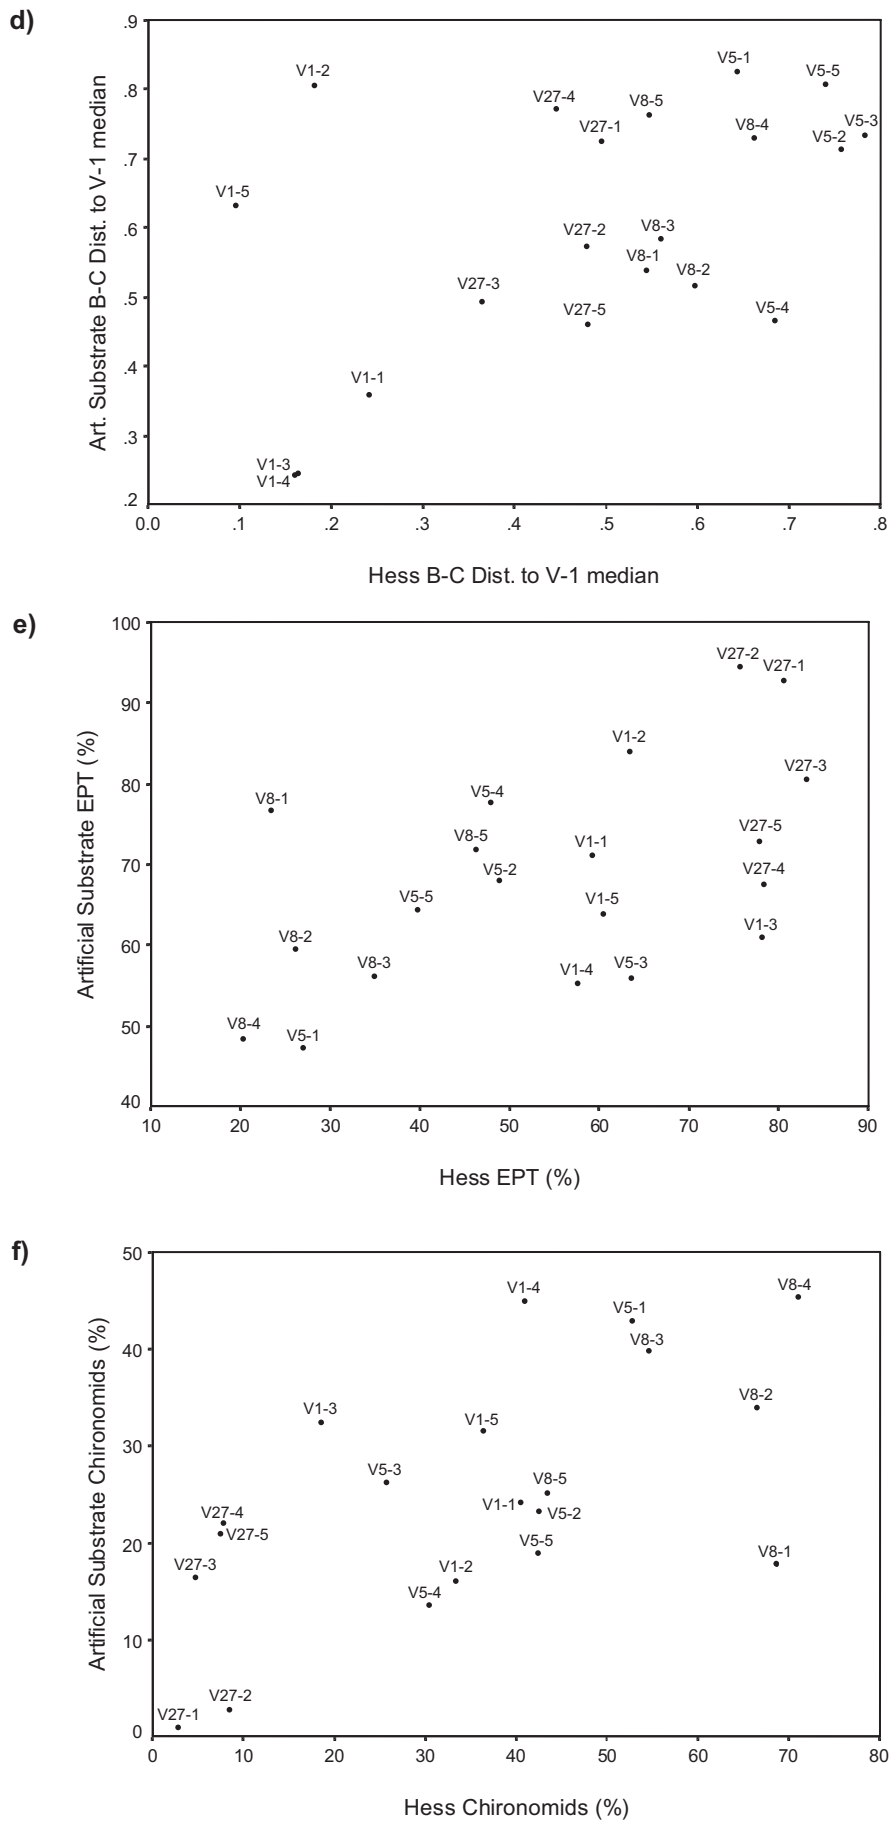 d)
Art. Substrate B-C Dist. to V-1 median
.9
.8
.7
.6
.5
.4
.3
.2
V5-1
V1-2
V5-5
V27-4
V8-5
V27-1
V8-4
V5-3
V5-2
V1-5
V27-2
V8-3
V8-1
V8-2
V27-3
V27-5
V5-4
V1-1
V1-3
V1-4
0.0 .1 .2 .3 .4 .5 .6 .7 .8
Hess B-C Dist. to V-1 median
e)
Artificial Substrate EPT (%)
100
90
80
70
60
50
40
V27-2
V27-1
V1-2
V27-3
V5-4
V8-1
V27-5
V8-5
V1-1
V5-2
V27-4
V5-5
V1-5
V1-3
V8-2
V8-3
V1-4
V5-3
V8-4
V5-1
10 20 30 40 50 60 70 80 90
Hess EPT (%)
f)
Artificial Substrate Chironomids (%)
50
40
30
20
10
0
V1-4
V8-4
V5-1
V8-3
V8-2
V1-3
V1-5
V5-3
V8-5
V1-1
V5-2
V27-4
V27-5
V5-5
V8-1
V27-3
V1-2
V5-4
V27-2
V27-1
0 10 20 30 40 50 60 70 80
Hess Chironomids (%)